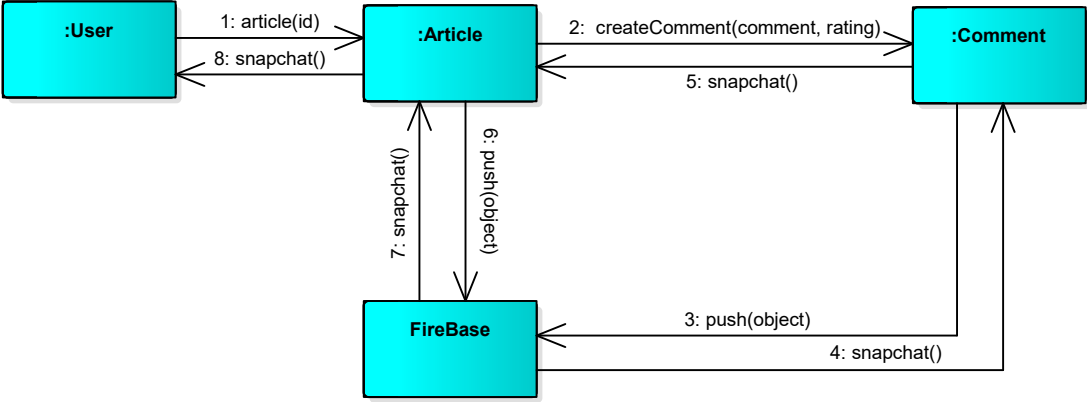 :User
1: article(id)
8: snapchat()
:Article
2:  createComment(comment, rating)
5: snapchat()
:Comment
7: snapchat()
6: push(object)
FireBase
3: push(object)
4: snapchat()